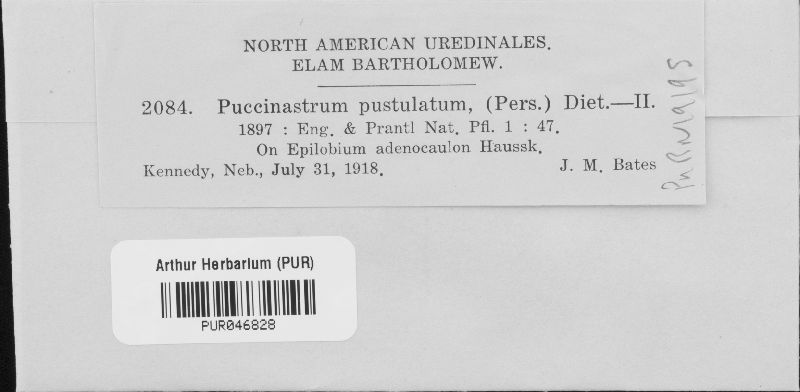 NORTH AMERICAN UREDINALES.
ELAM BARTHOLOMEW.
2084. Puccinastrum pustulatum, (Pers.) Diet.—II.
1897 : Eng. & Prantl Nat. Pfl. 1 : 47.
On Epilobium adenocaulon Haussk.
Kennedy, Neb., July 31, 1918. J. M. Bates
Arthur Herbarium (PUR)
PUR046828